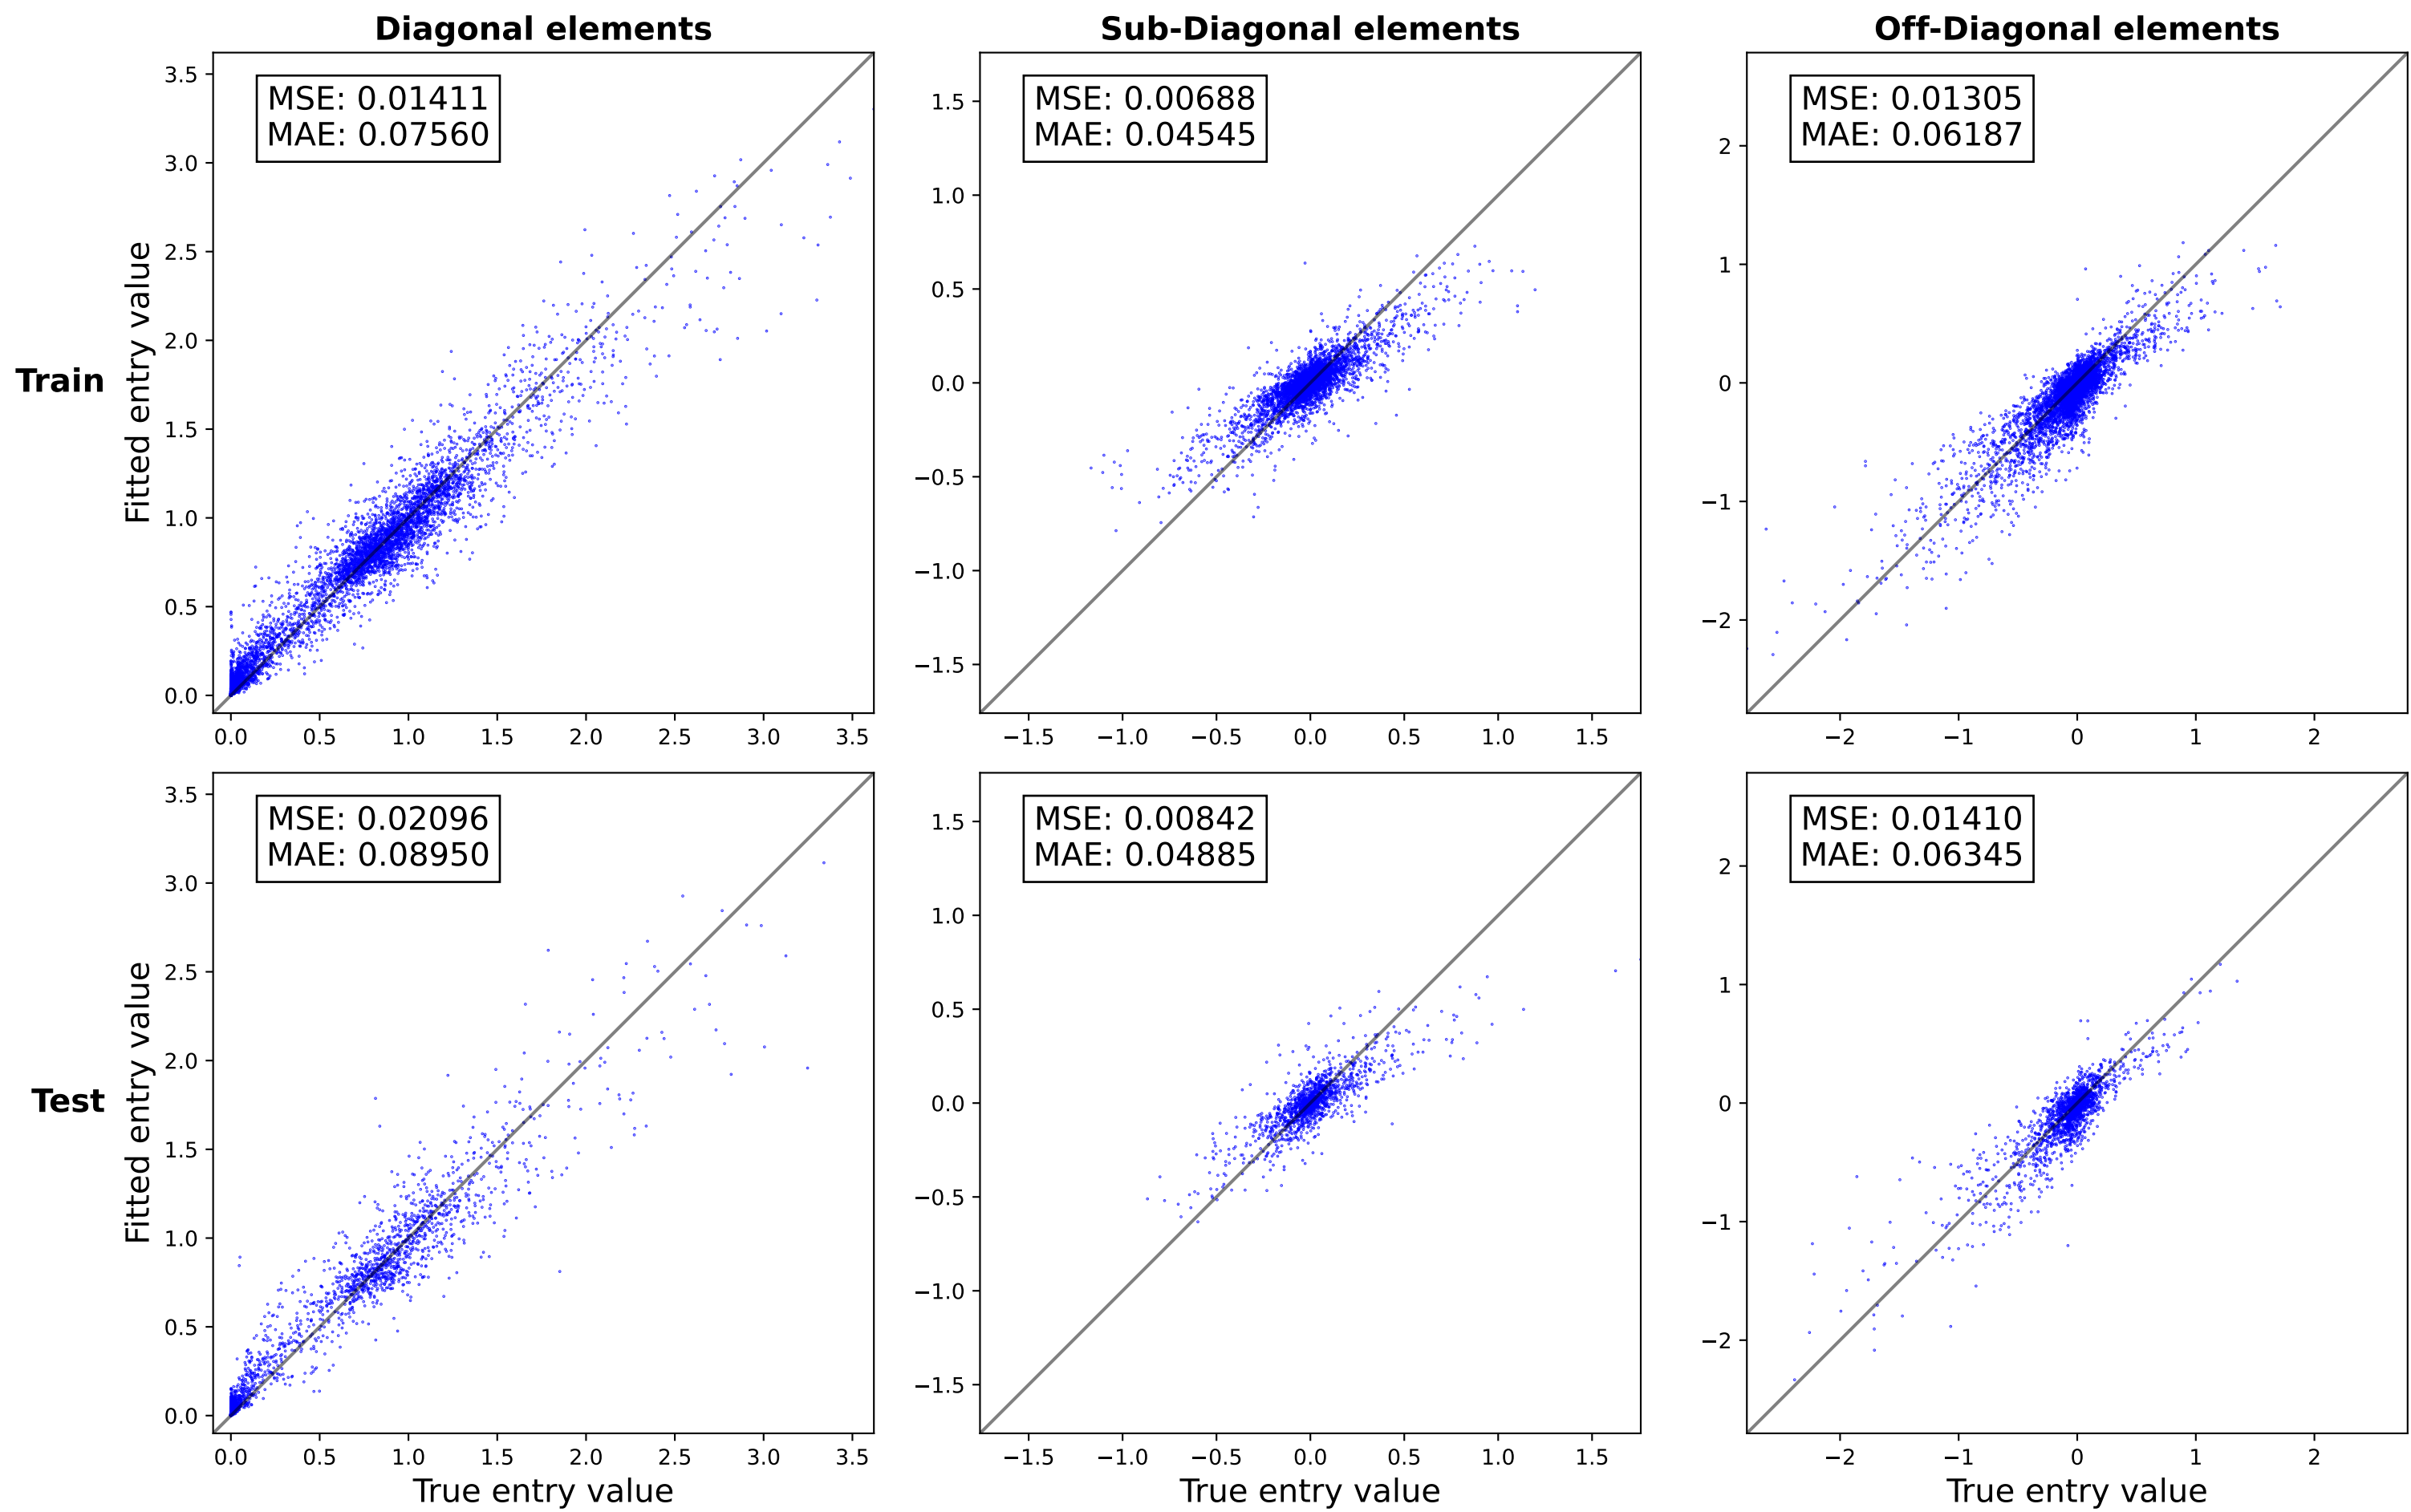 Diagonal elements
Sub-Diagonal elements
Off-Diagonal elements
Train
Fitted entry value
MSE: 0.01411
MAE: 0.07560
3.5
3.0
2.5
2.0
1.5
1.0
0.5
0.0
0.0 0.5 1.0 1.5 2.0 2.5 3.0 3.5
MSE: 0.00688
MAE: 0.04545
1.5
1.0
0.5
0.0
−0.5
−1.0
−1.5
−1.5 −1.0 −0.5 0.0 0.5 1.0 1.5
MSE: 0.01305
MAE: 0.06187
2
1
0
−1
−2
−2 −1 0 1 2
Test
Fitted entry value
MSE: 0.02096
MAE: 0.08950
3.5
3.0
2.5
2.0
1.5
1.0
0.5
0.0
0.0 0.5 1.0 1.5 2.0 2.5 3.0 3.5
True entry value
MSE: 0.00842
MAE: 0.04885
1.5
1.0
0.5
0.0
−0.5
−1.0
−1.5
−1.5 −1.0 −0.5 0.0 0.5 1.0 1.5
True entry value
MSE: 0.01410
MAE: 0.06345
2
1
0
−1
−2
−2 −1 0 1 2
True entry value